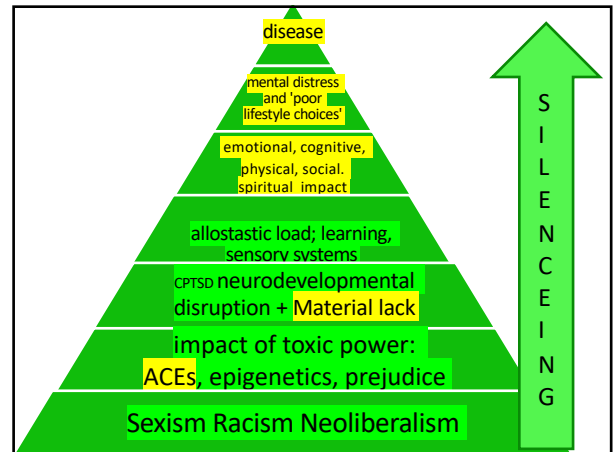 disease
mental distress
and 'poor
lifestyle choices'
emotional, cognitive,
physical, social.
spiritual impact
allostastic load; learning,
sensory systems
CPTSD neurodevelopmental
disruption + Material lack
impact of toxic power:
ACEs, epigenetics, prejudice
Sexism Racism Neoliberalism
S
I
L
E
N
C
E
I
N
G